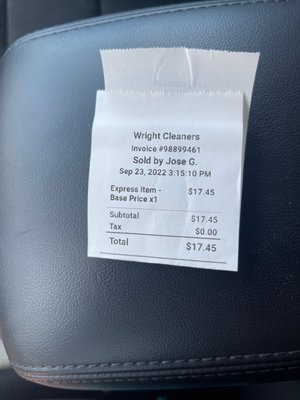 Wright Cleaners
Invoice #98899461
Sold by Jose G.
Sep 23, 2022 3:15:10 PM
Express Item - $17.45
Base Price x1
Subtotal $17.45
Tax $0.00
Total $17.45